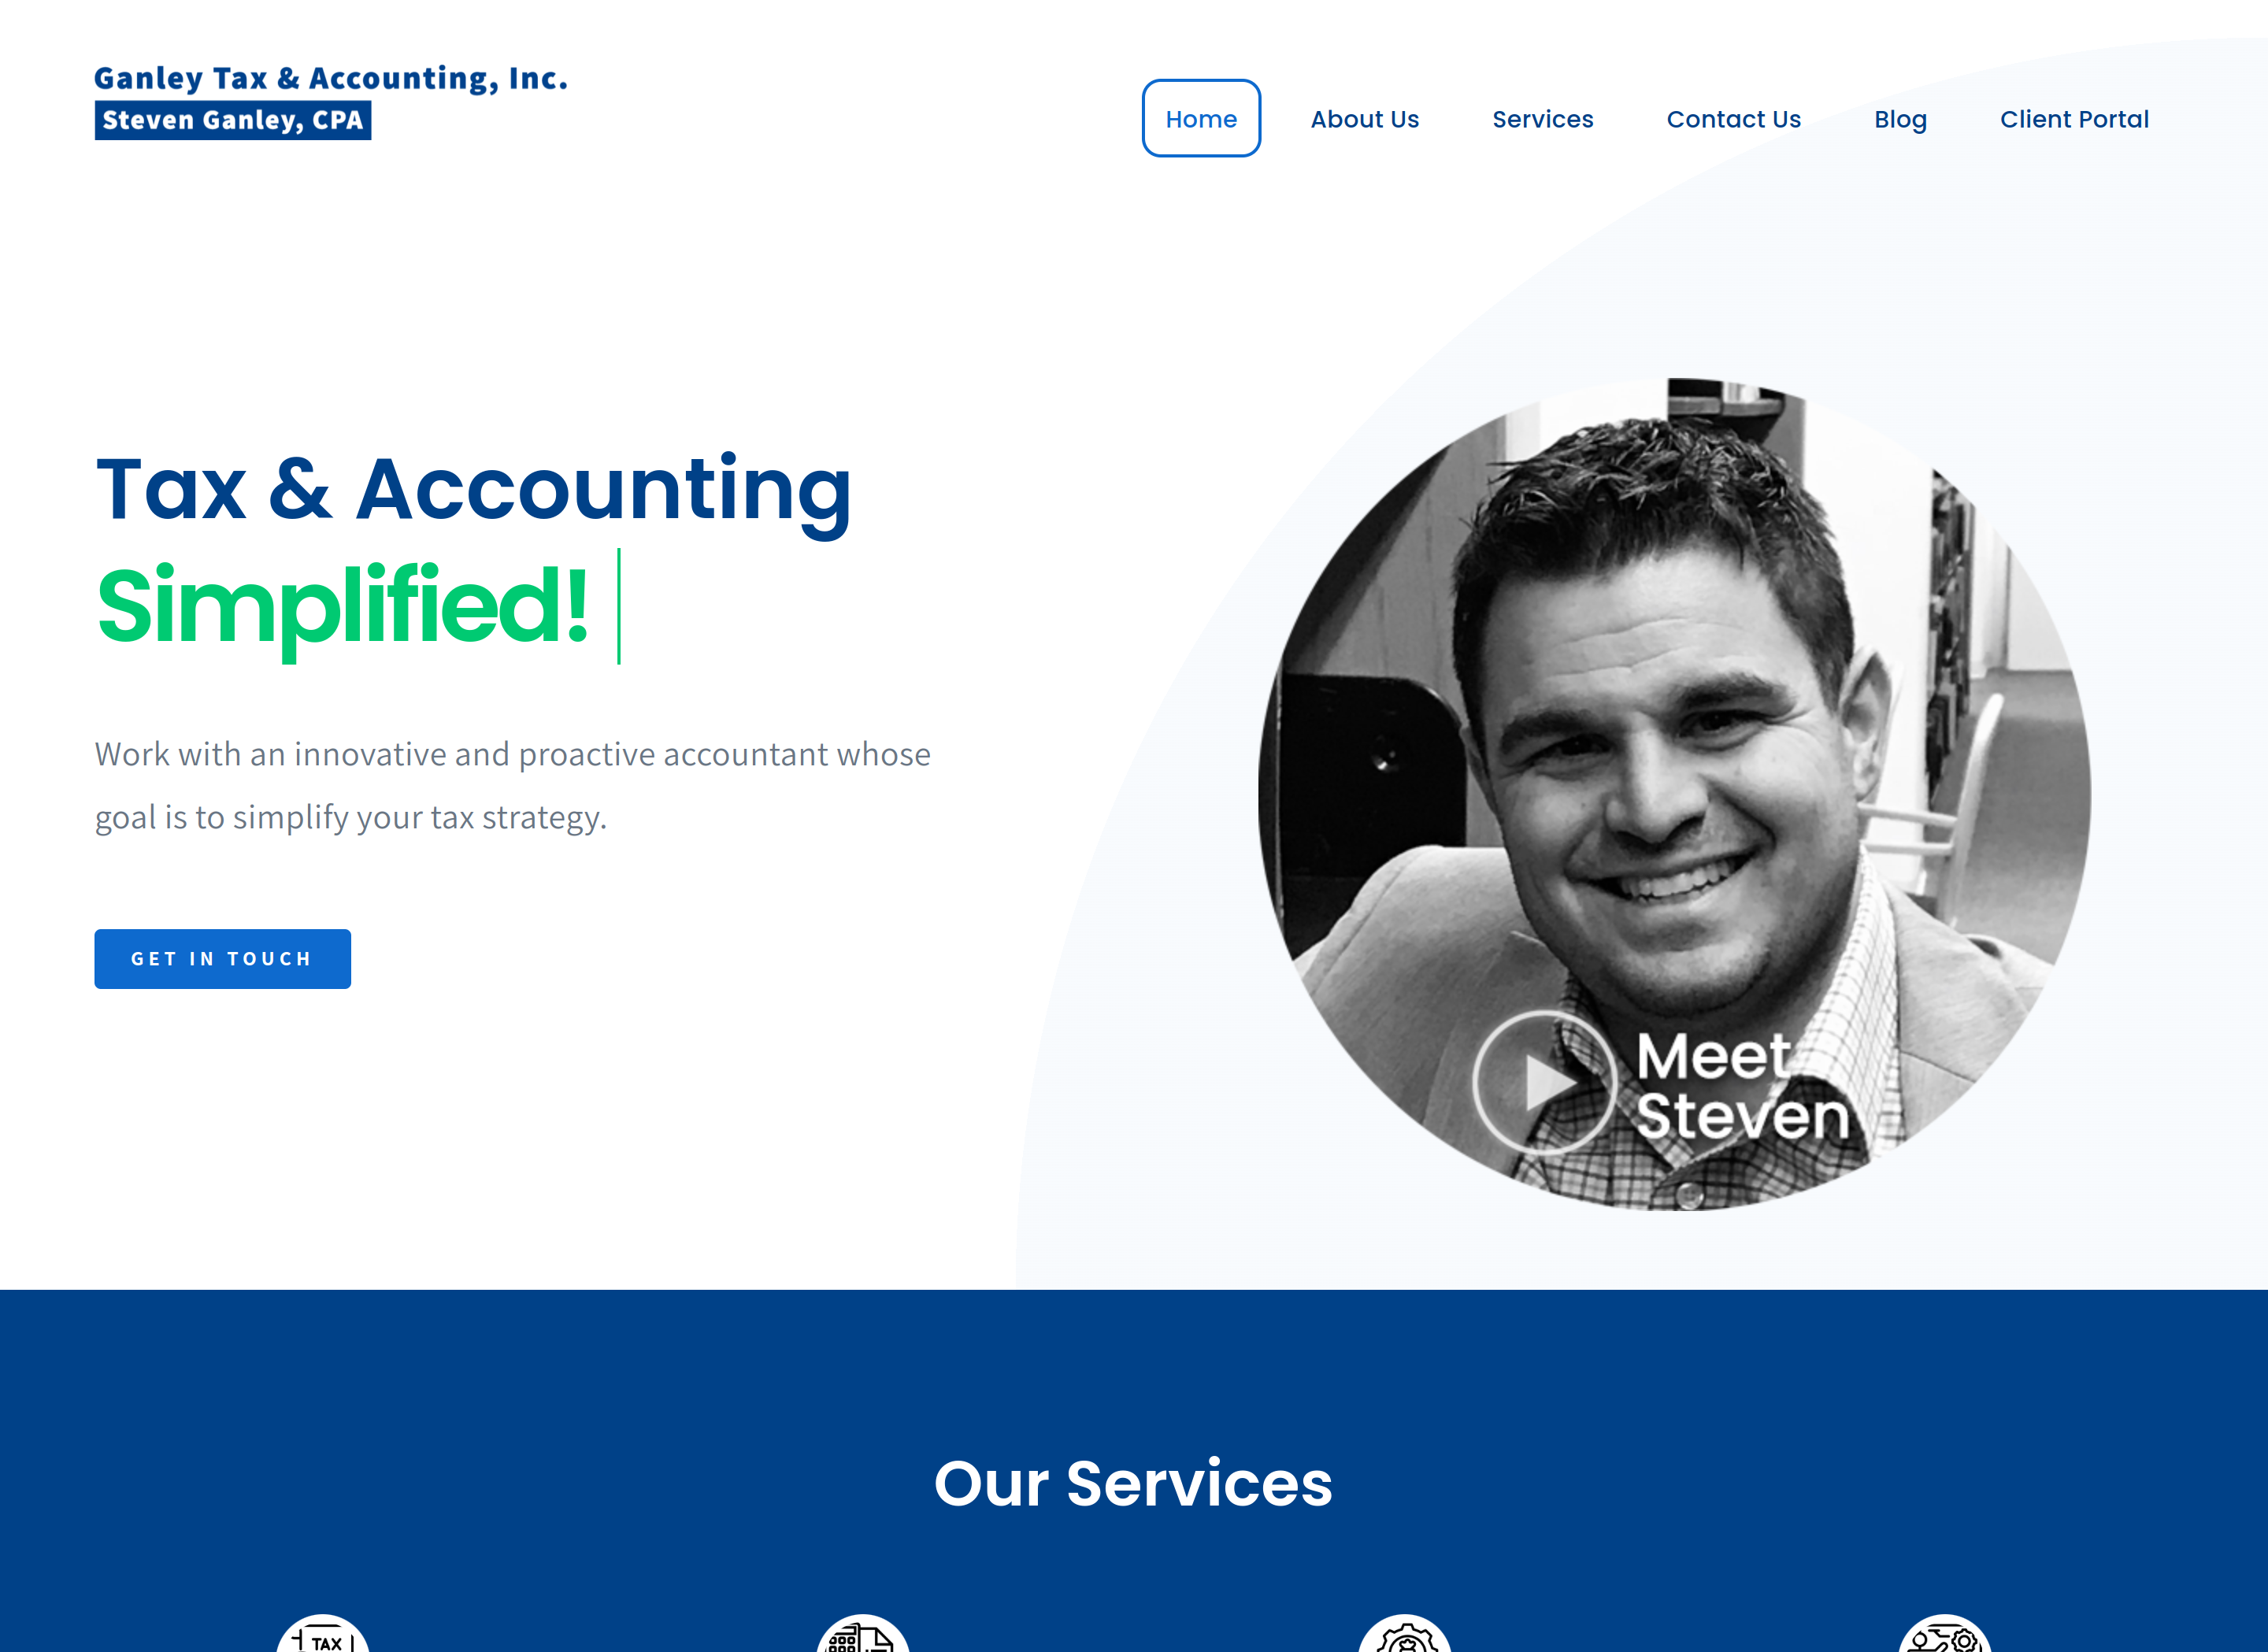 Ganley Tax & Accounting, Inc.
Steven Ganley, CPA
Home
About Us
Services
Contact Us
Blog
Client Portal
Tax & Accounting
Simplified!
Work with an innovative and proactive accountant whose
goal is to simplify your tax strategy.
GET IN TOUCH
Meet
Steven
Our Services
TAX